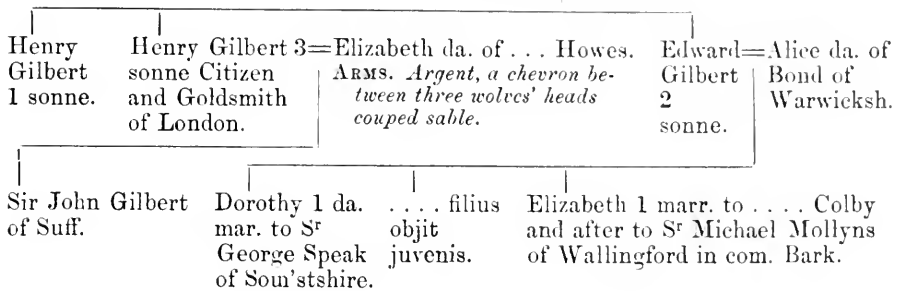 Henry
Gilbert
1 sonne.
Henry Gilbert 3=Elizabeth da. of . . . Howes.
sonne Citizen
and Goldsmith
of London.
ARMS. Argent, a chevron be-
tween three wolves' heads
couped sable.
Edward=Alice da. of
Gilbert
2
sonne.
Bond of
Warwicksh.
Sir John Gilbert
of Suff.
Dorothy 1 da.
mar. to Sr
George Speak
of Som'stshire.
. . . . filius
objit
juvenis.
Elizabeth 1 marr. to . . . . Colby
and after to Sr Michael Mollyns
of Wallingford in com. Bark.